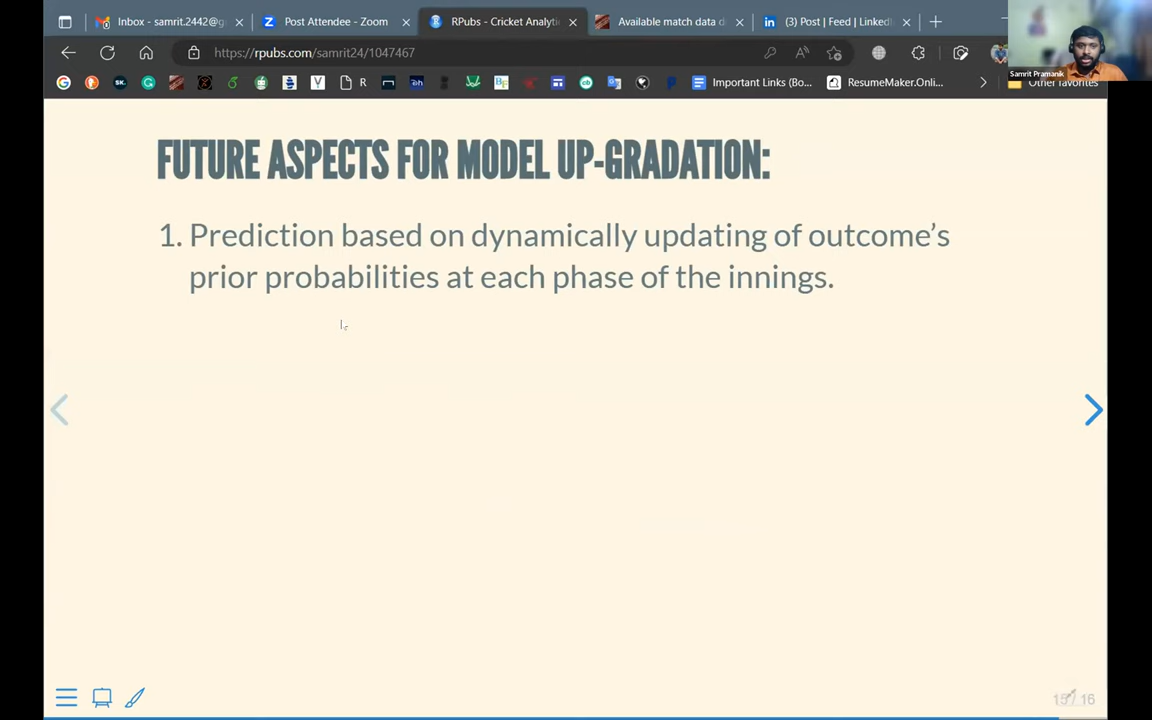 Inbox - samrit.2442@g
Post Attendee - Zoom
RPubs - Cricket Analyti
Available match data d
(3) Post | Feed | LinkedI
https://rpubs.com/samrit24/1047467
Samrit Pramanik
R
Important Links (Bo...
ResumeMaker.Onli...
Other favorites
FUTURE ASPECTS FOR MODEL UP-GRADATION:
1. Prediction based on dynamically updating of outcome’s
prior probabilities at each phase of the innings.
15 / 16